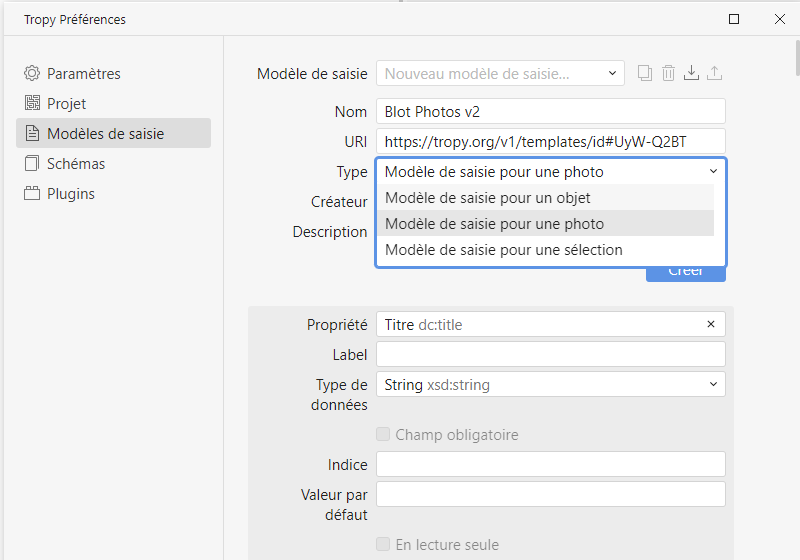 Tropy Préférences
Paramètres
Projet
Modèles de saisie
Schémas
Plugins
Modèle de saisie Nouveau modèle de saisie...
Nom Blot Photos v2
URI https://tropy.org/v1/templates/id#UyW-Q2BT
Type Modèle de saisie pour une photo
Modèle de saisie pour un objet
Créateur
Modèle de saisie pour une photo
Description
Modèle de saisie pour une sélection
Créer
Propriété Titre dc:title
Label
Type de données String xsd:string
Champ obligatoire
Indice
Valeur par défaut
En lecture seule